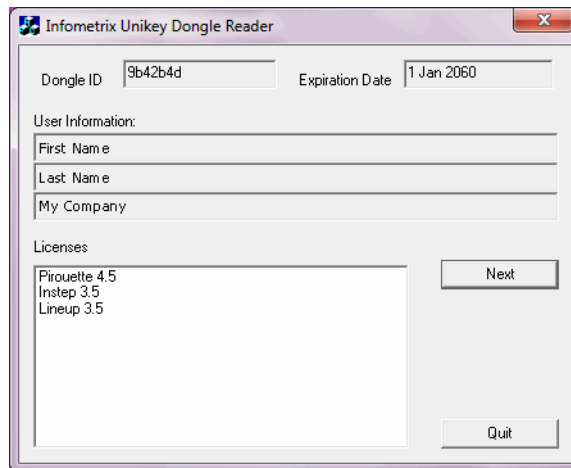 Infometrix Unikey Dongle Reader
Dongle ID 9b42b4d Expiration Date 1 Jan 2060
User Information:
First Name
Last Name
My Company
Licenses
Pirouette 4.5
Instep 3.5
Lineup 3.5
Next
Quit